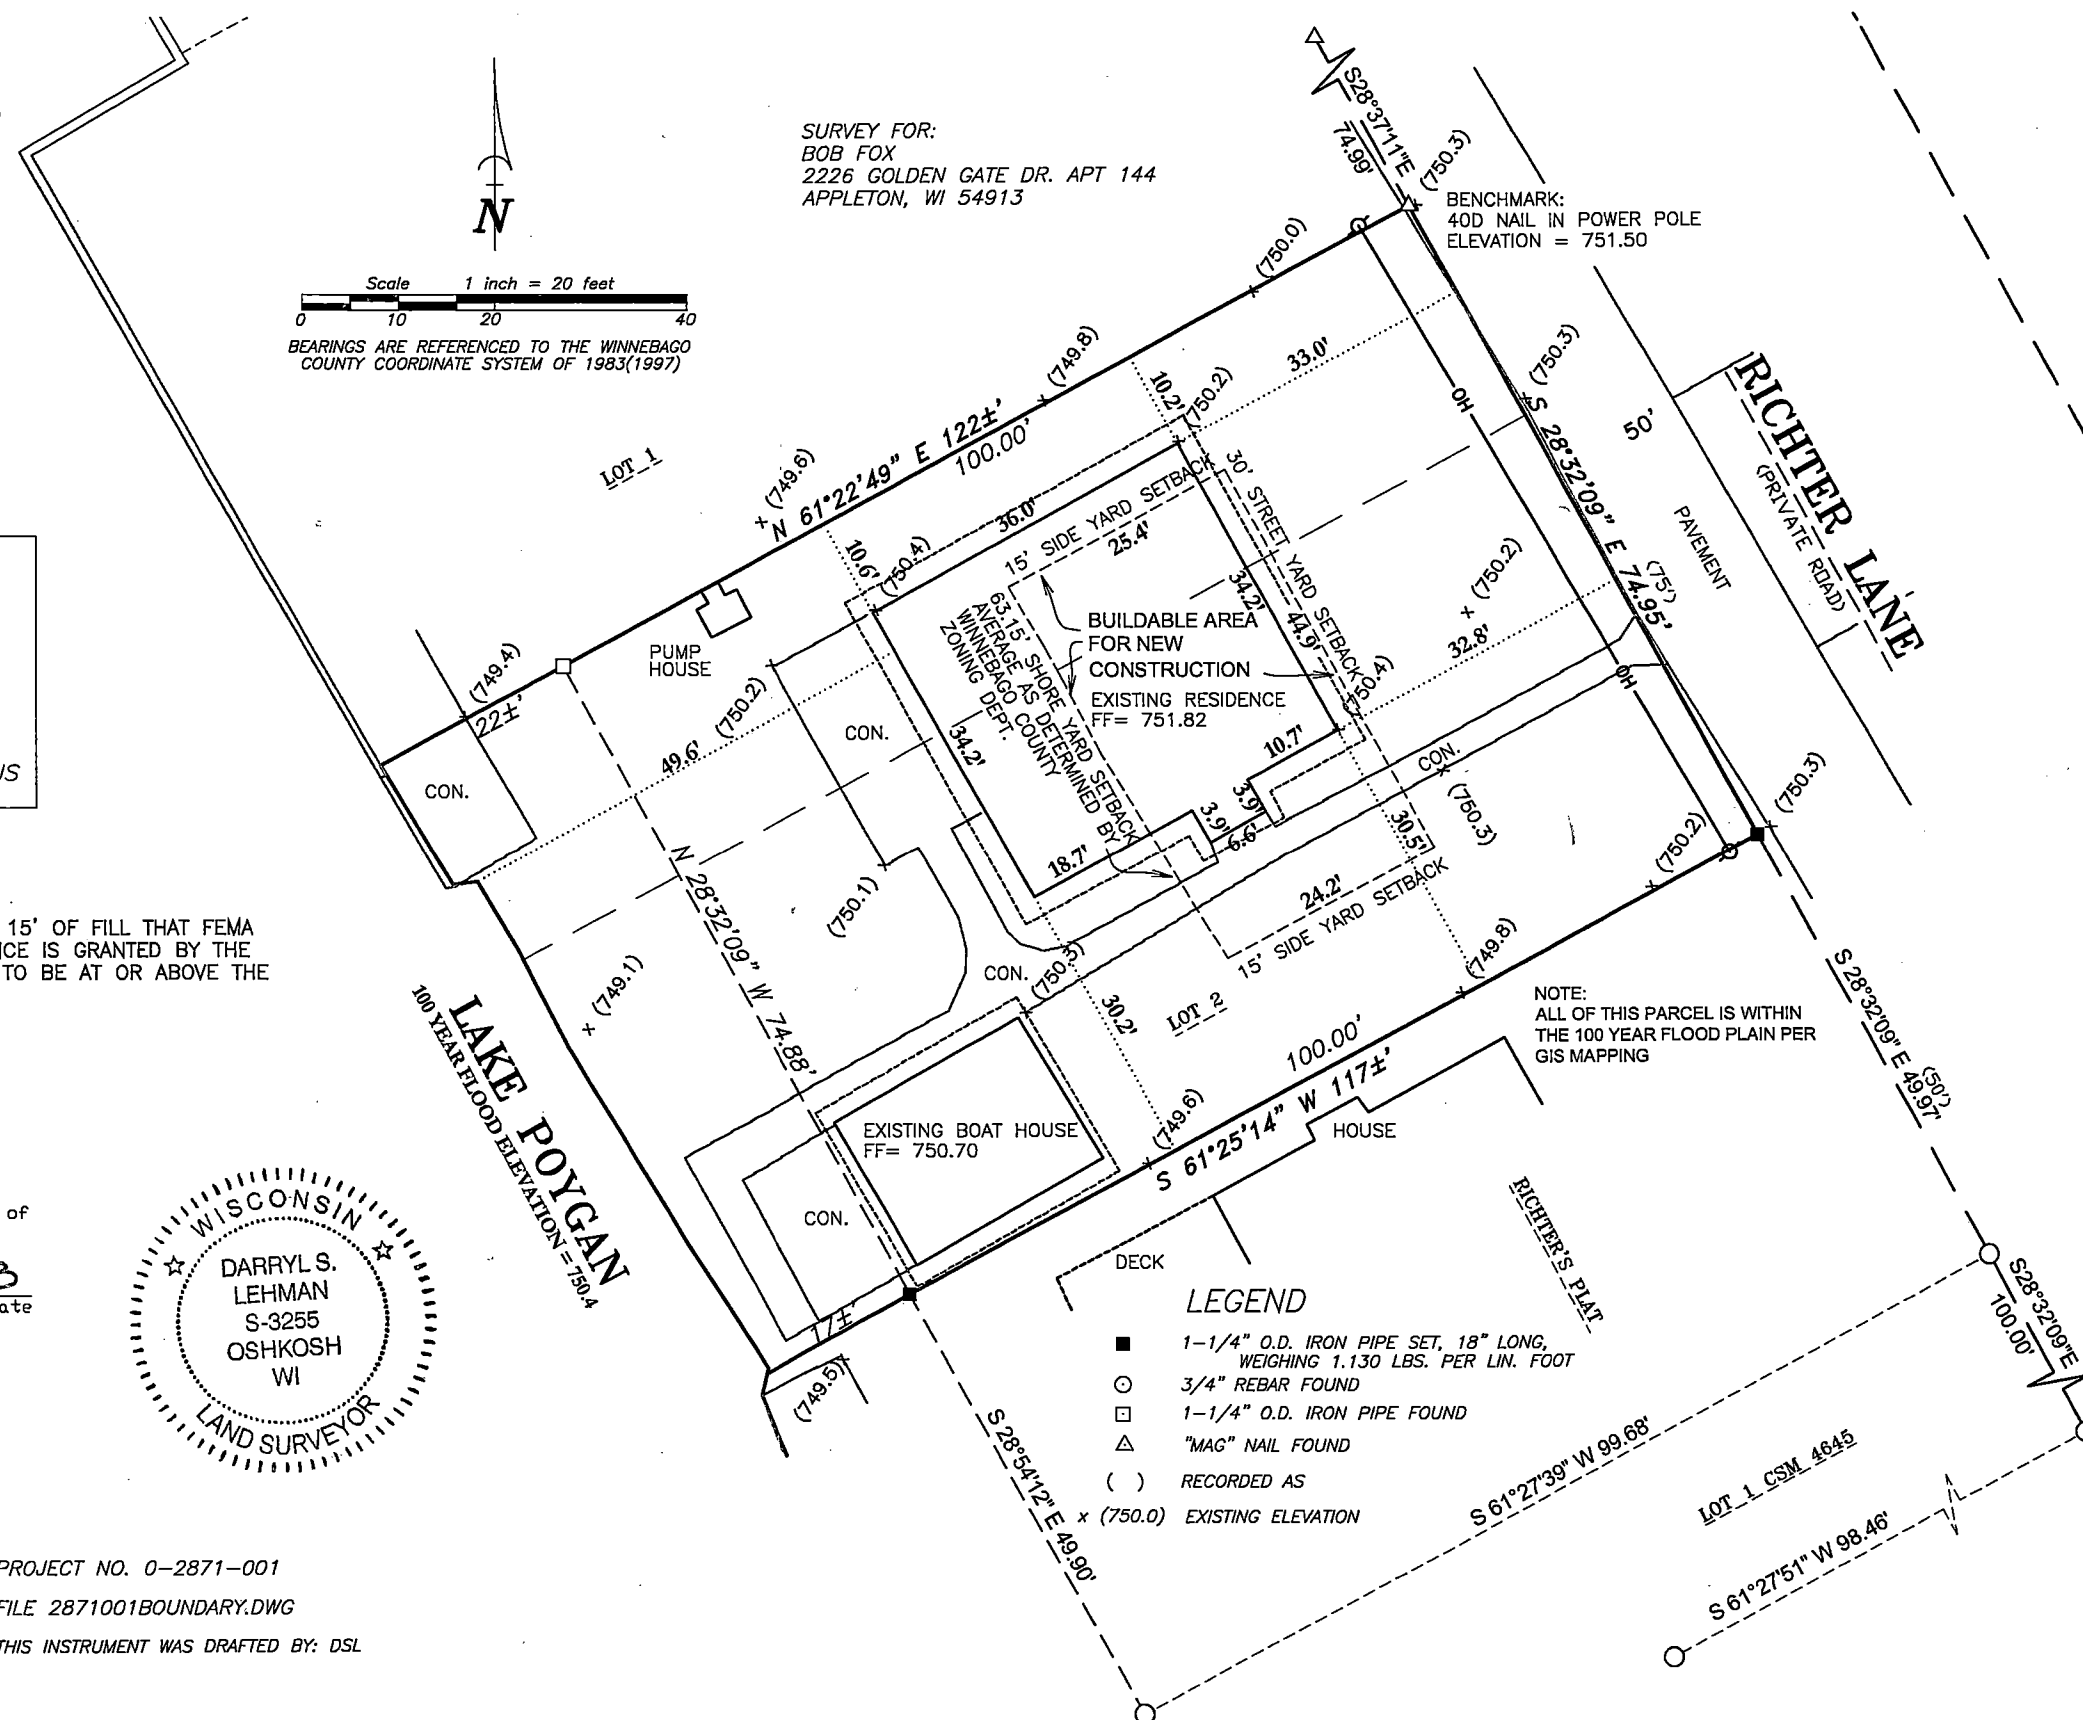 SURVEY FOR:
BOB FOX
2226 GOLDEN GATE DR. APT 144
APPLETON, WI 54913
N
Scale 1 inch = 20 feet
0 10 20 40
BEARINGS ARE REFERENCED TO THE WINNEBAGO
COUNTY COORDINATE SYSTEM OF 1983(1997)
S28°37'11"E
74.99'
(750.3)
BENCHMARK:
40D NAIL IN POWER POLE
ELEVATION = 751.50
(750.0)
(749.8)
(749.6)
(749.4)
LOT 1
N 61°22'49" E 122±'
100.00'
22±'
10.2'
(750.2)
33.0'
OH
(750.3)
50'
RICHTER LANE
(PRIVATE ROAD)
PAVEMENT
S 28°32'09" E 74.95'
(75')
10.6'
(750.4)
36.0'
15' SIDE YARD SETBACK
25.4'
30' STREET YARD SETBACK
34.2'
44.9'
63.15' SHORE YARD SETBACK
AVERAGE AS DETERMINED BY
WINNEBAGO COUNTY
ZONING DEPT.
BUILDABLE AREA
FOR NEW
CONSTRUCTION
EXISTING RESIDENCE
FF= 751.82
(750.2)
32.8'
(750.4)
OH
PUMP
HOUSE
(750.2)
CON.
49.6'
34.2'
10.7'
3.9'
3.9'
6.6'
18.7'
CON.
(750.3)
30.5'
(750.2)
(750.3)
CON.
US
15' OF FILL THAT FEMA
NCE IS GRANTED BY THE
TO BE AT OR ABOVE THE
N 28°32'09" W 74.88'
(750.1)
(749.1)
CON.
(750.3)
24.2'
15' SIDE YARD SETBACK
(749.8)
30.2'
LOT 2
LAKE POYGAN
100 YEAR FLOOD ELEVATION = 750.4
NOTE:
ALL OF THIS PARCEL IS WITHIN
THE 100 YEAR FLOOD PLAIN PER
GIS MAPPING
100.00'
S 61°25'14" W 117±'
(749.6)
HOUSE
S 28°32'09" E 49.97'
(50')
EXISTING BOAT HOUSE
FF= 750.70
CON.
17±'
(749.5)
DECK
RICHTER'S PLAT
S28°32'09"E
100.00'
of
ate
WISCONSIN
DARRYL S.
LEHMAN
S-3255
OSHKOSH
WI
LAND SURVEYOR
LEGEND
1-1/4" O.D. IRON PIPE SET, 18" LONG,
WEIGHING 1.130 LBS. PER LIN. FOOT
3/4" REBAR FOUND
1-1/4" O.D. IRON PIPE FOUND
"MAG" NAIL FOUND
( ) RECORDED AS
x (750.0) EXISTING ELEVATION
S28°54'12"E 49.90'
S 61°27'39" W 99.68'
LOT 1 CSM 4645
S 61°27'51" W 98.46'
PROJECT NO. 0-2871-001
FILE 2871001BOUNDARY.DWG
THIS INSTRUMENT WAS DRAFTED BY: DSL